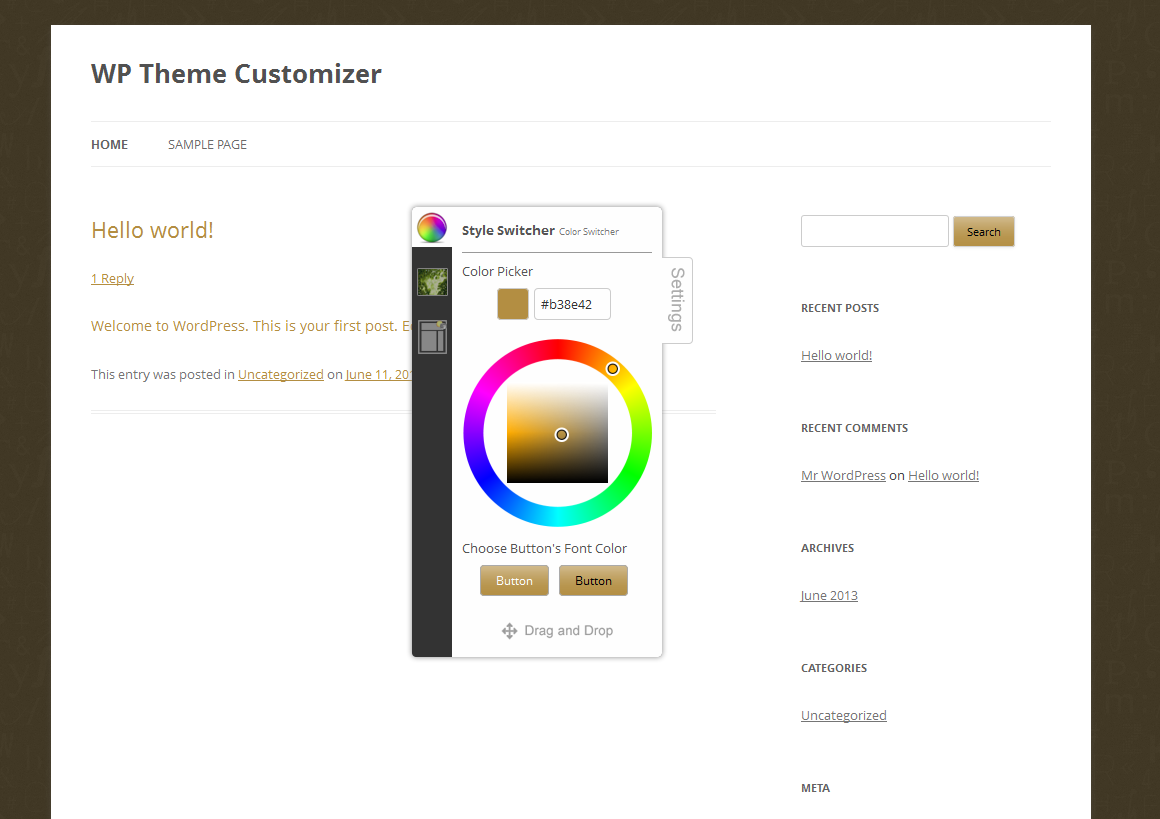 WP Theme Customizer
HOME SAMPLE PAGE
Hello world!
1 Reply
Welcome to WordPress. This is your first post.
This entry was posted in Uncategorized on June 11,
Style Switcher Color Switcher
Color Picker
#b38e42
Settings
Choose Button's Font Color
Button Button
Drag and Drop
Search
RECENT POSTS
Hello world!
RECENT COMMENTS
Mr WordPress on Hello world!
ARCHIVES
June 2013
CATEGORIES
Uncategorized
META